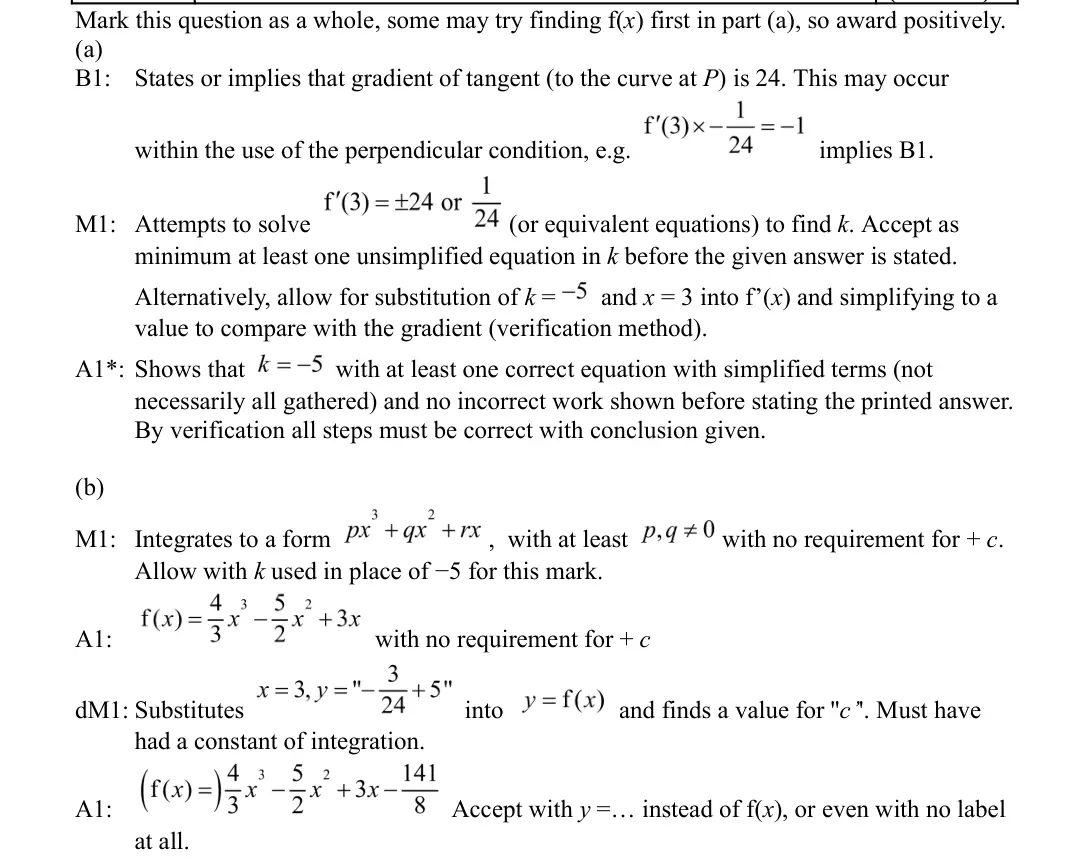 Mark this question as a whole, some may try finding f(x) first in part (a), so award positively.
(a)
B1: States or implies that gradient of tangent (to the curve at P) is 24. This may occur
within the use of the perpendicular condition, e.g. f′(3)×−1/24=−1 implies B1.
M1: Attempts to solve f′(3)=±24 or 1/24 (or equivalent equations) to find k. Accept as
minimum at least one unsimplified equation in k before the given answer is stated.
Alternatively, allow for substitution of k = −5 and x = 3 into f’(x) and simplifying to a
value to compare with the gradient (verification method).
A1*: Shows that k = −5 with at least one correct equation with simplified terms (not
necessarily all gathered) and no incorrect work shown before stating the printed answer.
By verification all steps must be correct with conclusion given.
(b)
M1: Integrates to a form px³ + qx² + rx , with at least p,q ≠ 0 with no requirement for + c.
Allow with k used in place of −5 for this mark.
A1: f(x) = 4/3 x³ − 5/2 x² + 3x with no requirement for + c
dM1: Substitutes x = 3, y = "−3/24 + 5" into y = f(x) and finds a value for "c ". Must have
had a constant of integration.
A1: (f(x) =) 4/3 x³ − 5/2 x² + 3x − 141/8 Accept with y =… instead of f(x), or even with no label
at all.